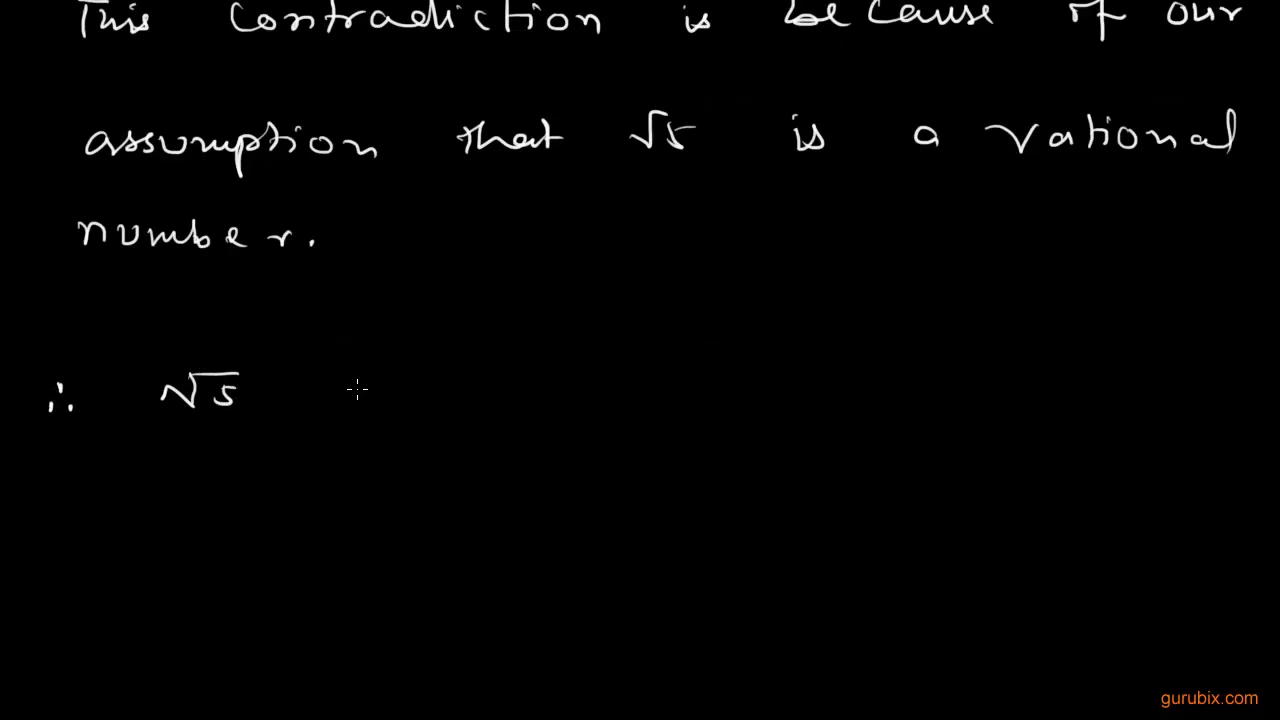 This contradiction is because of our
assumption that √5 is a rational
number.
∴ √5
gurubix.com